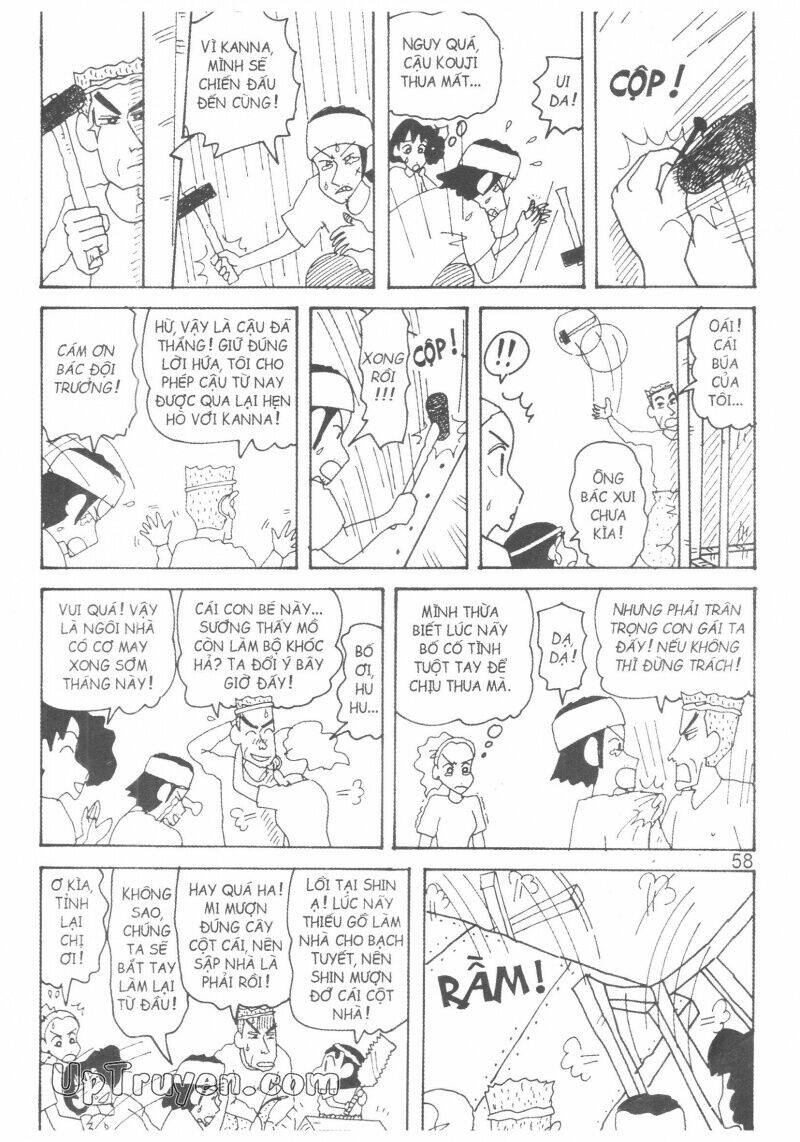 CỘP!
UI
DA!
NGUY QUÁ,
CẬU KOUJI
THUA MẤT...
VÌ KANNA,
MÌNH SẼ
CHIẾN ĐẤU
ĐẾN CÙNG!
OÁI!
CÁI
BÚA
CỦA
TÔI...
!!
ÔNG
BÁC XUI
CHƯA
KÌA!
CỘP!
XONG
RỒI
!!!
HỪ, VẬY LÀ CẬU ĐÃ
THẮNG! GIỮ ĐÚNG
LỜI HỨA, TÔI CHO
PHÉP CẬU TỪ NAY
ĐƯỢC QUA LẠI HẸN
HÒ VỚI KANNA!
CÁM ƠN
BÁC ĐỘI
TRƯỞNG!
NHƯNG PHẢI TRÂN
TRỌNG CON GÁI TA
ĐẤY! NẾU KHÔNG
THÌ ĐỪNG TRÁCH!
DẠ,
DẠ!
MÌNH THỪA
BIẾT LÚC NÃY
BỐ CỐ TÌNH
TUỘT TAY ĐỂ
CHỊU THUA MÀ.
BỐ
ƠI,
HU
HU...
CÁI CON BÉ NÀY...
SƯỚNG THẤY MỒ
CÒN LÀM BỘ KHÓC
HẢ? TA ĐỔI Ý BÂY
GIỜ ĐẤY!
VUI QUÁ! VẬY
LÀ NGÔI NHÀ
CÓ CƠ MAY
XONG SỚM
THÁNG NÀY!
58
RẦM!
LỖI TẠI SHIN
Ạ! LÚC NÃY
THIẾU GỖ LÀM
NHÀ CHO BẠCH
TUYẾT, NÊN
SHIN MƯỢN
ĐỠ CÁI CỘT
NHÀ!
HAY QUÁ HA!
MI MƯỢN
ĐÚNG CÂY
CỘT CÁI, NÊN
SẬP NHÀ LÀ
PHẢI RỒI!
KHÔNG
SAO,
CHÚNG
TA SẼ
BẮT TAY
LÀM LẠI
TỪ ĐẦU!
Ơ KÌA,
TỈNH
LẠI
CHỊ
ƠI!
UpTruyen.com